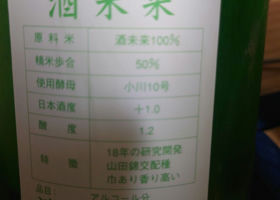 酒未来
原料米 酒未来100%
精米歩合 50%
使用酵母 小川10号
日本酒度 +1.0
酸度 1.2
特徴 18年の研究開発
山田錦交配種
巾あり香り高い
品目:
アルコール分